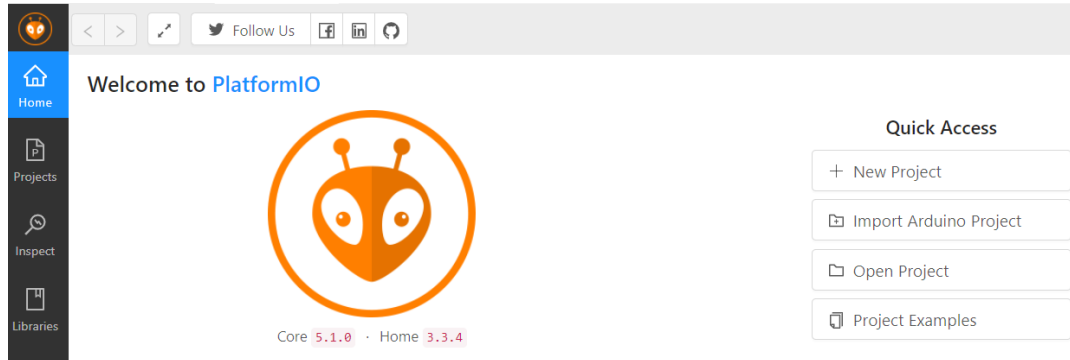 Follow Us
Home
Welcome to PlatformIO
Quick Access
New Project
Projects
Import Arduino Project
Inspect
Open Project
Libraries
Project Examples
Core 5.1.0 · Home 3.3.4